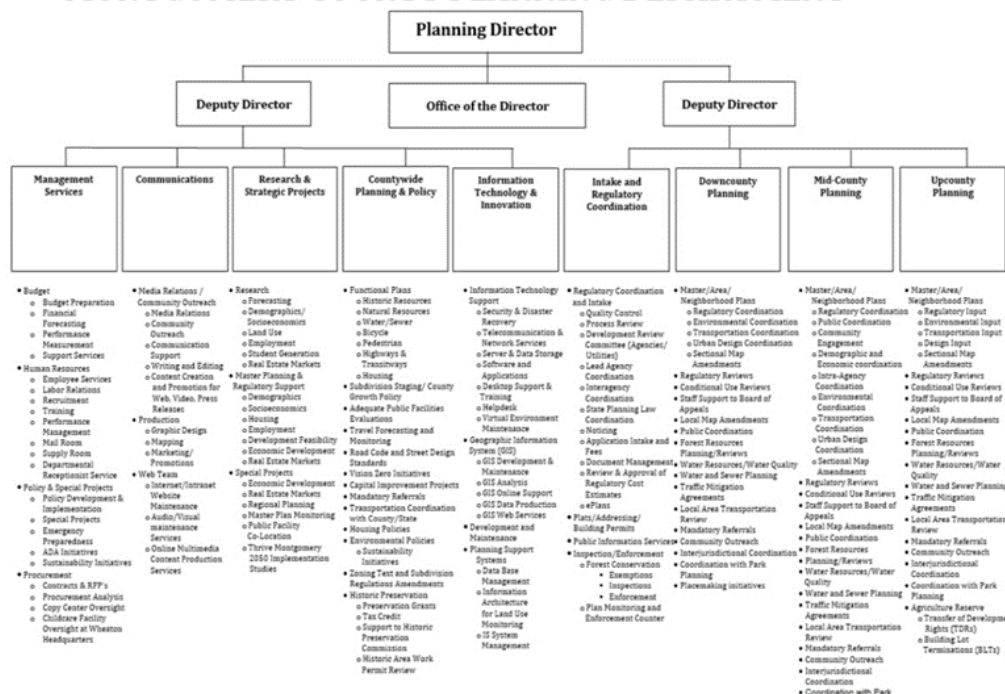 Planning Director
Deputy Director
Office of the Director
Deputy Director
Management
Services
Communications
Research &
Strategic Projects
Countywide
Planning & Policy
Information
Technology &
Innovation
Intake and
Regulatory
Coordination
Downcounty
Planning
Mid-County
Planning
Upcounty
Planning
• Budget
o Budget Preparation
o Financial
Forecasting
o Performance
Measurement
o Support Services
• Human Resources
o Employee Services
o Labor Relations
o Recruitment
o Training
o Performance
Management
o Mail Room
o Supply Room
o Departmental
Receptionist Service
• Policy & Special Projects
o Policy Development &
Implementation
o Special Projects
o Emergency
Preparedness
o ADA Initiatives
o Sustainability Initiatives
• Procurement
o Contracts & RFP's
o Procurement Analysis
o Copy Center Oversight
o Childcare Facility
Oversight at Wheaton
Headquarters
• Media Relations /
Community Outreach
o Media Relations
o Community
Outreach
o Communication
Support
o Writing and Editing
o Content Creation
and Promotion for
Web, Video, Press
Releases
• Production
o Graphic Design
o Mapping
o Marketing/
Promotions
• Web Team
o Internet/Intranet
Website
Maintenance
o Audio/Visual
maintenance
Services
o Online Multimedia
Content Production
Services
• Research
o Forecasting
o Demographics/
Socioeconomics
o Land Use
o Employment
o Student Generation
o Real Estate Markets
• Master Planning &
Regulatory Support
o Demographics
o Socioeconomics
o Housing
o Employment
o Development Feasibility
o Economic Development
o Real Estate Markets
• Special Projects
o Economic Development
o Real Estate Markets
o Regional Planning
o Master Plan Monitoring
o Public Facility
Co-Location
o Thrive Montgomery
2050 Implementation
Studies
• Functional Plans
o Historic Resources
o Natural Resources
o Water/Sewer
o Bicycle
o Pedestrian
o Highways &
Transitways
o Housing
• Subdivision Staging/ County
Growth Policy
• Adequate Public Facilities
Evaluations
• Travel Forecasting and
Monitoring
• Road Code and Street Design
Standards
• Vision Zero Initiatives
• Capital Improvement Projects
• Mandatory Referrals
• Transportation Coordination
with County/State
• Housing Policies
• Environmental Policies
o Sustainability
Initiatives
• Zoning Text and Subdivision
Regulations Amendments
• Historic Preservation
o Preservation Grants
o Tax Credit
o Support to Historic
Preservation
Commission
o Historic Area Work
Permit Review
• Information Technology
Support
o Security & Disaster
Recovery
o Telecommunication &
Network Services
o Server & Data Storage
o Software and
Applications
o Desktop Support &
Training
o Helpdesk
o Virtual Environment
Maintenance
• Geographic Information
System (GIS)
o GIS Development &
Maintenance
o GIS Analysis
o GIS Online Support
o GIS Data Production
o GIS Web Services
• Development and
Maintenance
• Planning Support
Systems
o Data Base
Management
o Information
Architecture
for Land Use
Monitoring
o IS System
Management
• Regulatory Coordination
and Intake
o Quality Control
o Process Review
o Development Review
Committee (Agencies/
Utilities)
o Lead Agency
Coordination
o Interagency
Coordination
o State Planning Law
Coordination
o Noticing
o Application Intake and
Fees
o Document Management
o Review & Approval of
Regulatory Cost
Estimates
o ePlans
• Plats/Addressing/
Building Permits
• Public Information Services
• Inspection/Enforcement
o Forest Conservation
• Exemptions
• Inspections
• Enforcement
o Plan Monitoring and
Enforcement Counter
• Master/Area/
Neighborhood Plans
o Regulatory Coordination
o Environmental Coordination
o Transportation Coordination
o Urban Design Coordination
o Sectional Map
Amendments
• Regulatory Reviews
• Conditional Use Reviews
• Staff Support to Board of
Appeals
• Local Map Amendments
• Public Coordination
• Forest Resources
Planning/Reviews
• Water Resources/Water Quality
• Water and Sewer Planning
• Traffic Mitigation
Agreements
• Local Area Transportation
Review
• Mandatory Referrals
• Community Outreach
• Interjurisdictional Coordination
• Coordination with Park
Planning
• Placemaking initiatives
• Master/Area/
Neighborhood Plans
o Regulatory Coordination
o Public Coordination
o Community
Engagement
o Demographic and
Economic coordination
o Intra-Agency
Coordination
o Environmental
Coordination
o Transportation
Coordination
o Urban Design
Coordination
o Sectional Map
Amendments
• Regulatory Reviews
• Conditional Use Reviews
• Staff Support to Board of
Appeals
• Local Map Amendments
• Public Coordination
• Forest Resources
• Planning/Reviews
• Water Resources/Water
Quality
• Water and Sewer Planning
• Traffic Mitigation
Agreements
• Local Area Transportation
Review
• Mandatory Referrals
• Community Outreach
• Interjurisdictional
Coordination
• Coordination with Park
• Master/Area/
Neighborhood Plans
o Regulatory Input
o Environmental Input
o Transportation Input
o Design Input
o Sectional Map
Amendments
• Regulatory Reviews
• Conditional Use Reviews
• Staff Support to Board of
Appeals
• Local Map Amendments
• Public Coordination
• Forest Resources
Planning/Reviews
• Water Resources/Water
Quality
• Water and Sewer Planning
• Traffic Mitigation
Agreements
• Local Area Transportation
Review
• Mandatory Referrals
• Community Outreach
• Interjurisdictional
Coordination
• Coordination with Park
Planning
• Agriculture Reserve
o Transfer of Developme
Rights (TDRs)
o Building Lot
Terminations (BLTs)